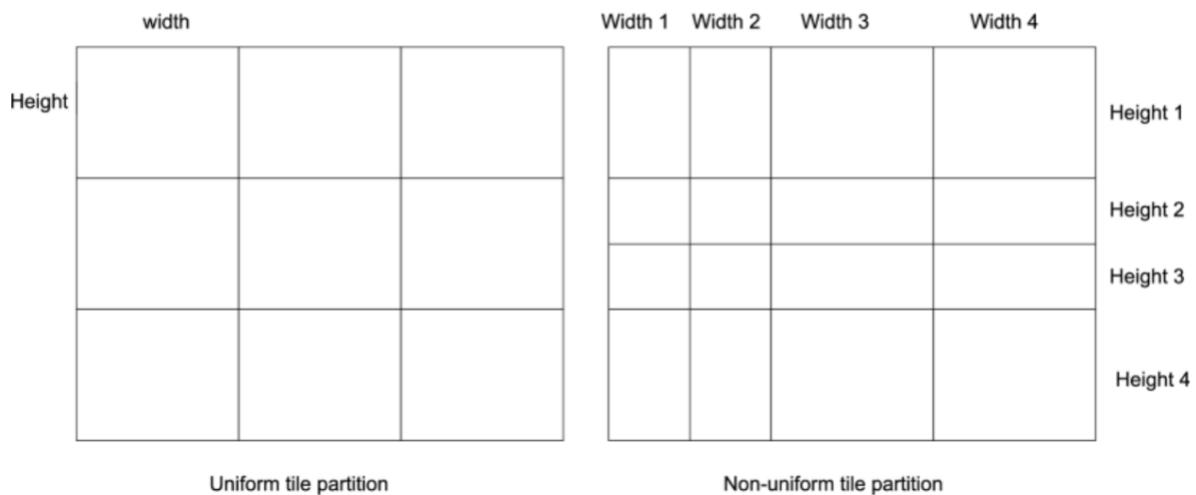 width
Width 1 Width 2 Width 3 Width 4
Height
Height 1
Height 2
Height 3
Height 4
Uniform tile partition
Non-uniform tile partition